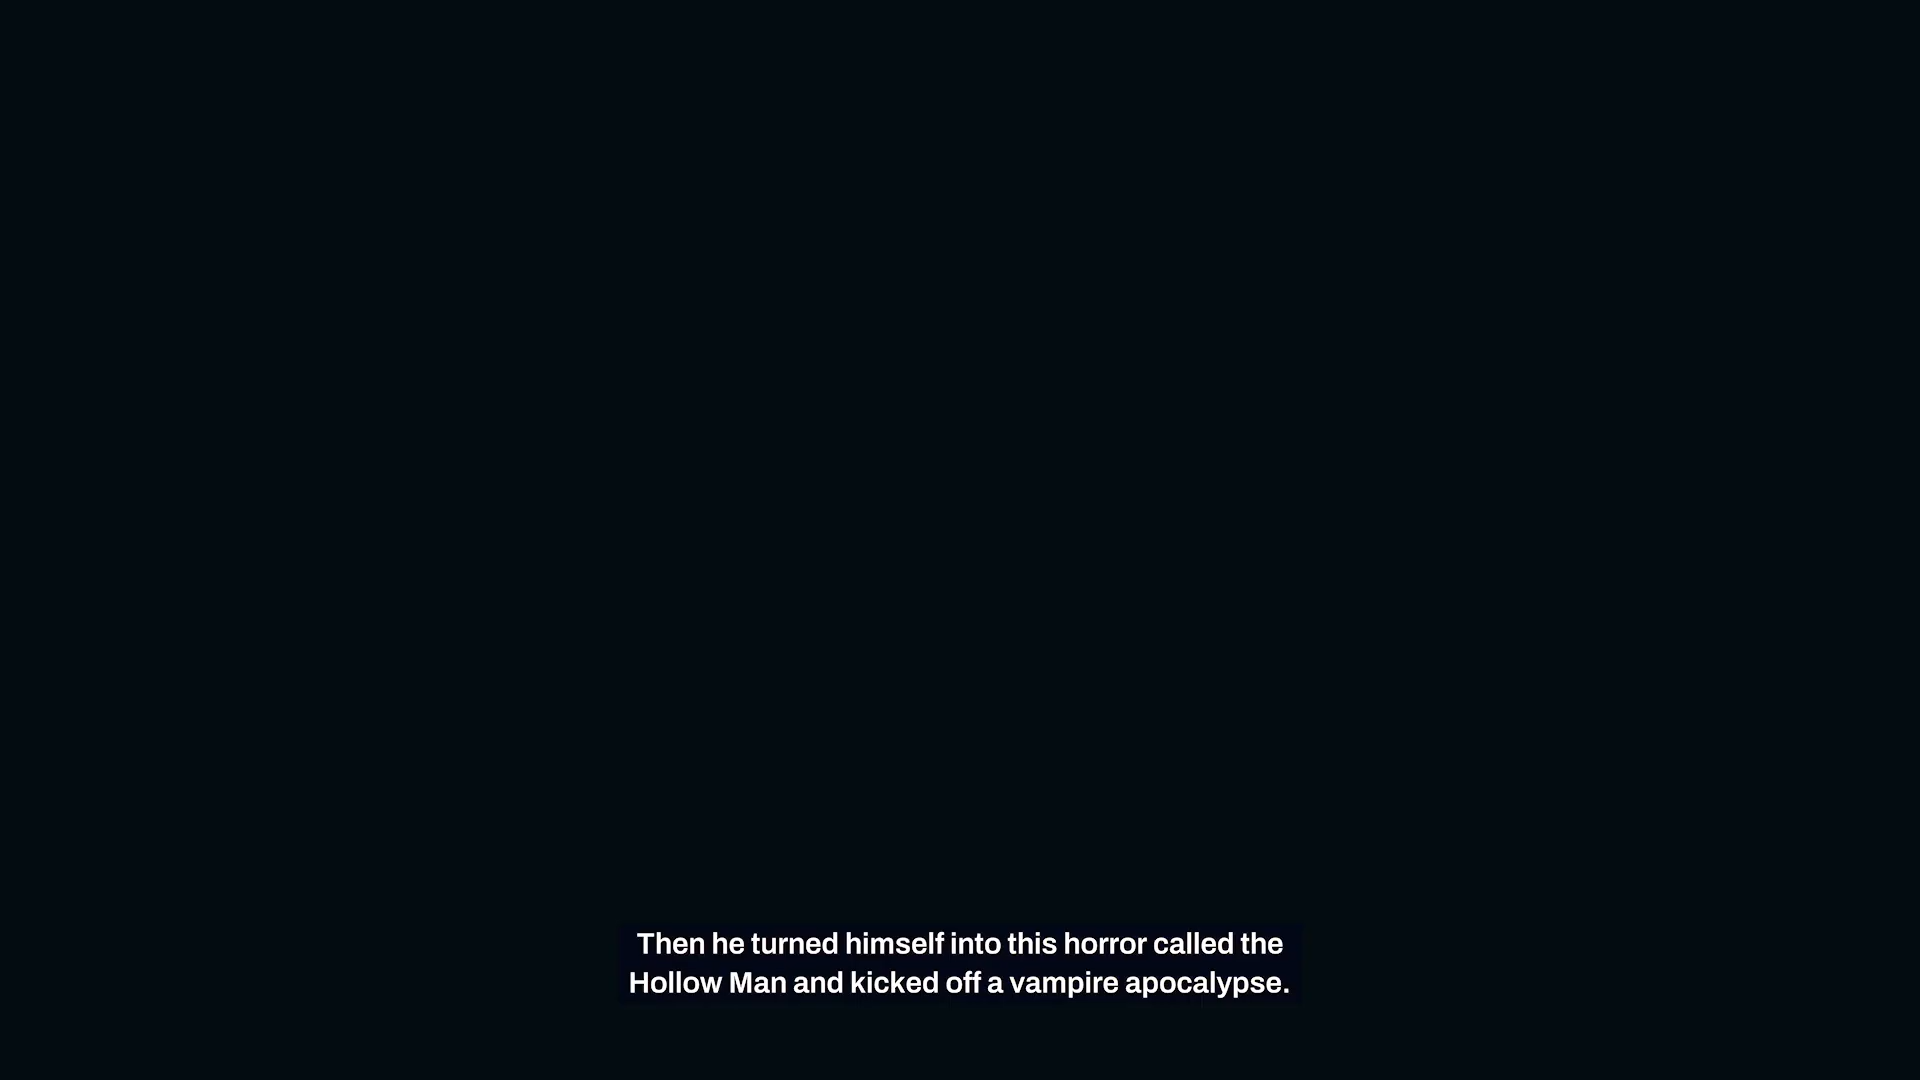 Then he turned himself into this horror called the
Hollow Man and kicked off a vampire apocalypse.